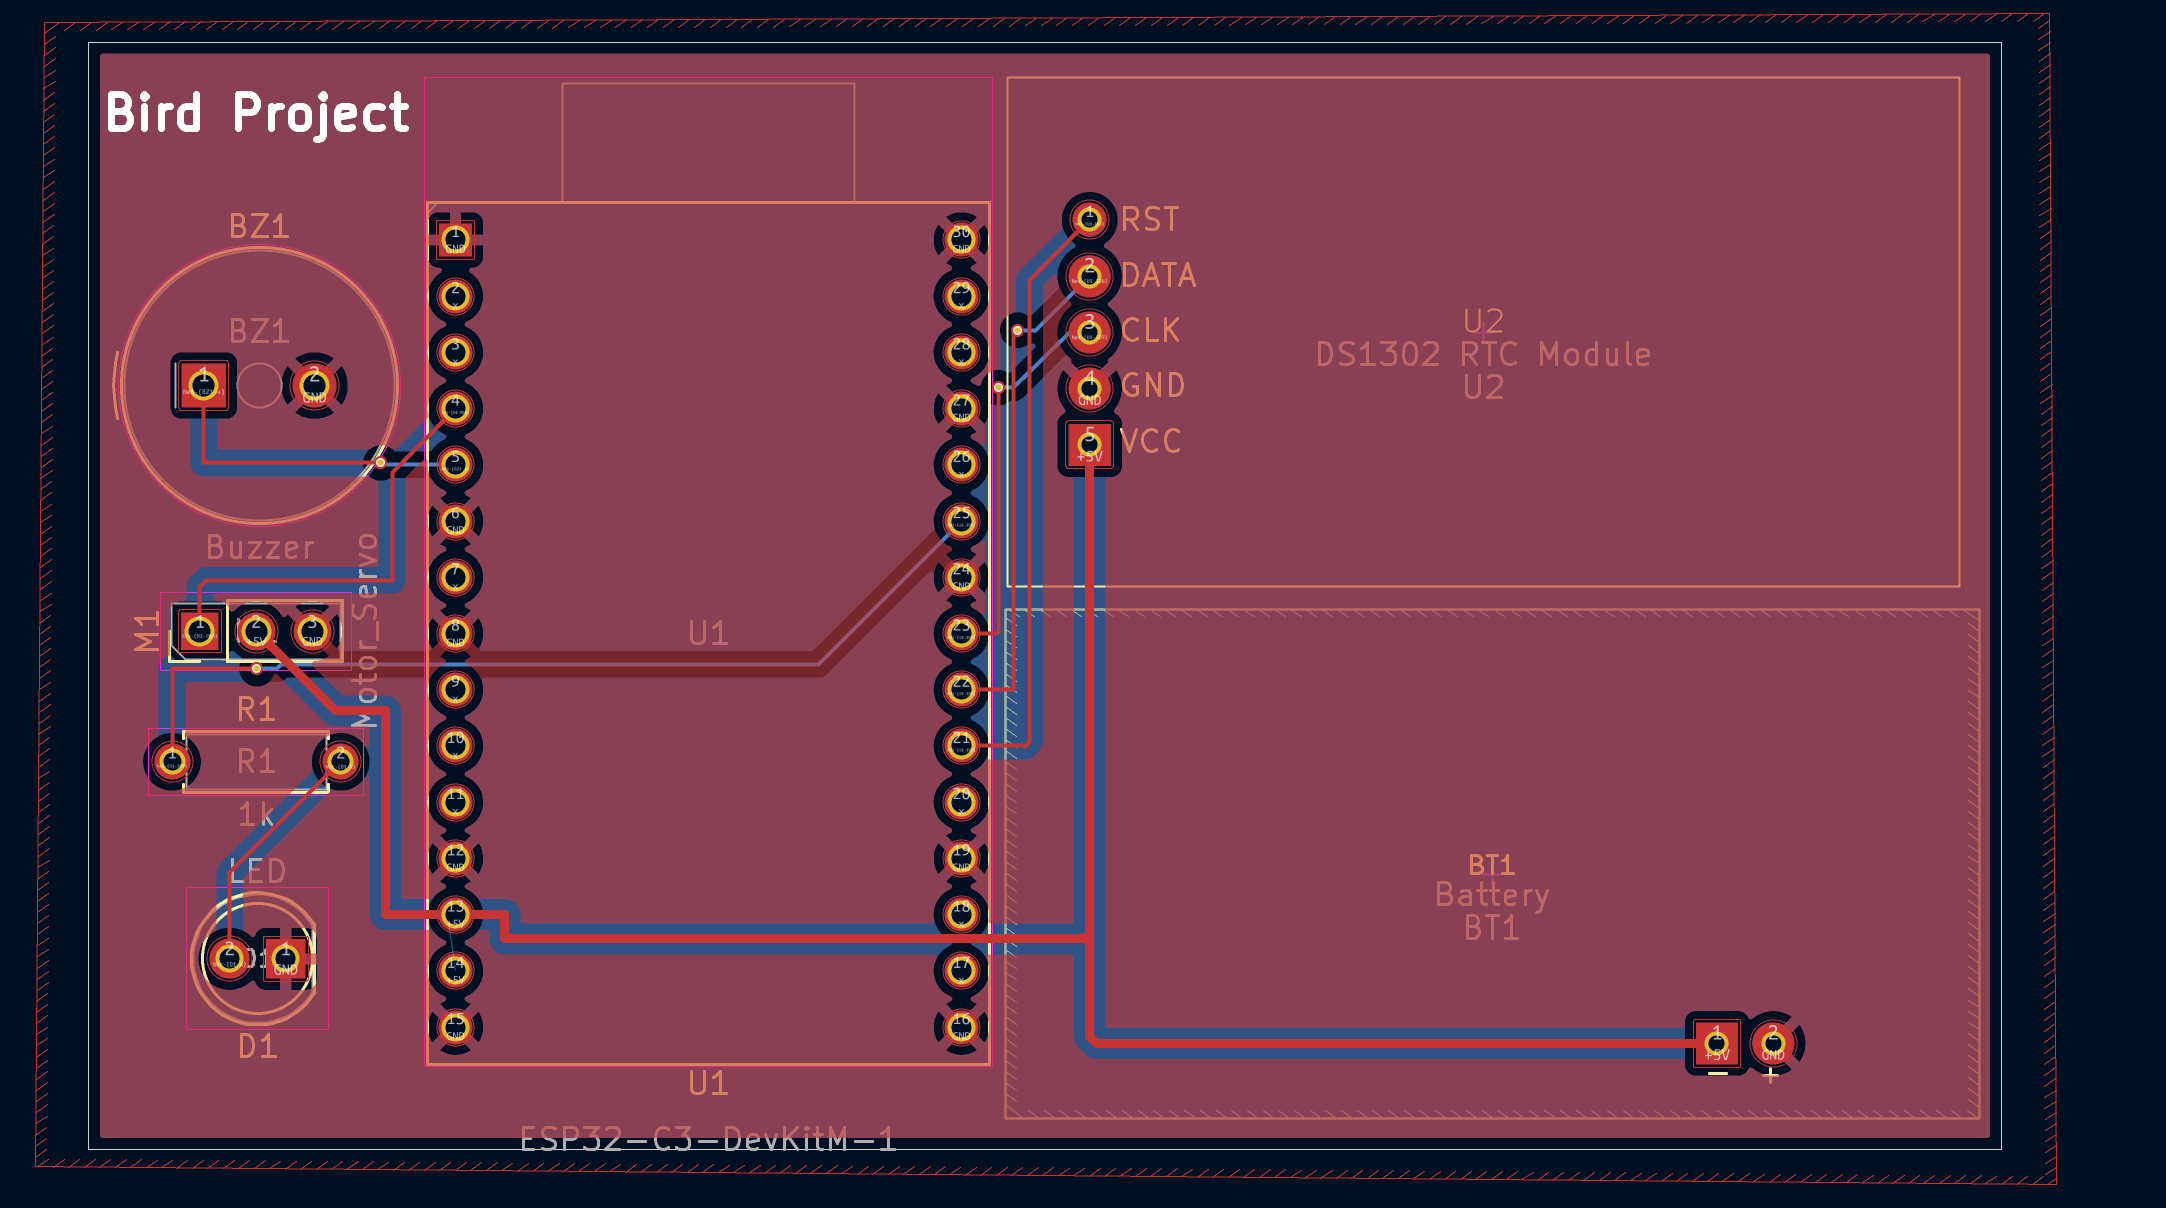 Bird Project
BZ1
BZ1
1
2
GND
Buzzer
M1
1
2
+5V
3
GND
Motor_Servo
R1
1
R1
2
1k
LED
2
D1
1
GND
D1
1
GND
2
x
3
x
4
5
6
GND
7
x
8
GND
9
x
10
x
11
x
12
GND
13
+5V
14
+5V
15
GND
U1
30
GND
29
x
28
x
27
GND
26
x
25
24
GND
23
22
21
20
x
19
GND
18
x
17
x
16
GND
U1
ESP32-C3-DevKitM-1
1
RST
2
DATA
3
CLK
4
GND
GND
5
+5V
VCC
U2
DS1302 RTC Module
U2
BT1
Battery
BT1
1
+5V
2
GND
−
+